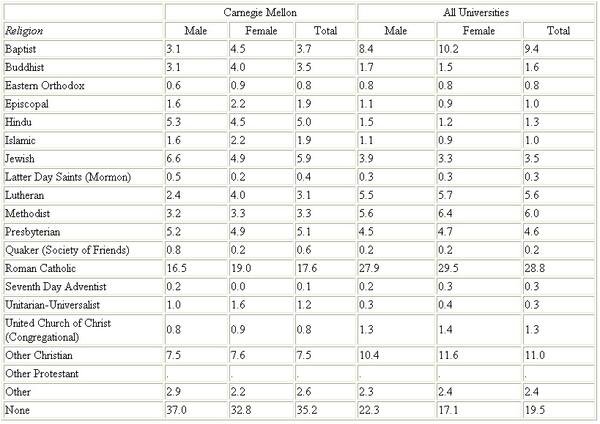 Carnegie Mellon All Universities
Religion Male Female Total Male Female Total
Baptist 3.1 4.5 3.7 8.4 10.2 9.4
Buddhist 3.1 4.0 3.5 1.7 1.5 1.6
Eastern Orthodox 0.6 0.9 0.8 0.8 0.8 0.8
Episcopal 1.6 2.2 1.9 1.1 0.9 1.0
Hindu 5.3 4.5 5.0 1.5 1.2 1.3
Islamic 1.6 2.2 1.9 1.1 0.9 1.0
Jewish 6.6 4.9 5.9 3.9 3.3 3.5
Latter Day Saints (Mormon) 0.5 0.2 0.4 0.3 0.3 0.3
Lutheran 2.4 4.0 3.1 5.5 5.7 5.6
Methodist 3.2 3.3 3.3 5.6 6.4 6.0
Presbyterian 5.2 4.9 5.1 4.5 4.7 4.6
Quaker (Society of Friends) 0.8 0.2 0.6 0.2 0.2 0.2
Roman Catholic 16.5 19.0 17.6 27.9 29.5 28.8
Seventh Day Adventist 0.2 0.0 0.1 0.2 0.3 0.3
Unitarian-Universalist 1.0 1.6 1.2 0.3 0.4 0.3
United Church of Christ
(Congregational) 0.8 0.9 0.8 1.3 1.4 1.3
Other Christian 7.5 7.6 7.5 10.4 11.6 11.0
Other Protestant . . . . . .
Other 2.9 2.2 2.6 2.3 2.4 2.4
None 37.0 32.8 35.2 22.3 17.1 19.5